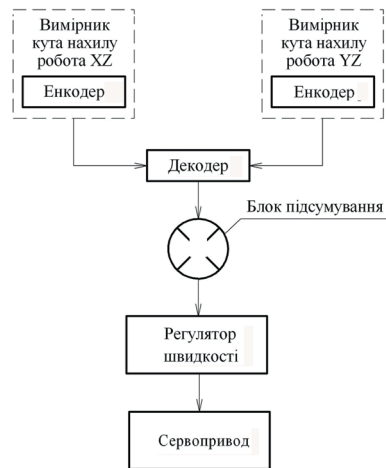 Вимірник
кута нахилу
робота XZ
Енкодер
Вимірник
кута нахилу
робота YZ
Енкодер
Декодер
Блок підсумування
Регулятор
швидкості
Сервопривод